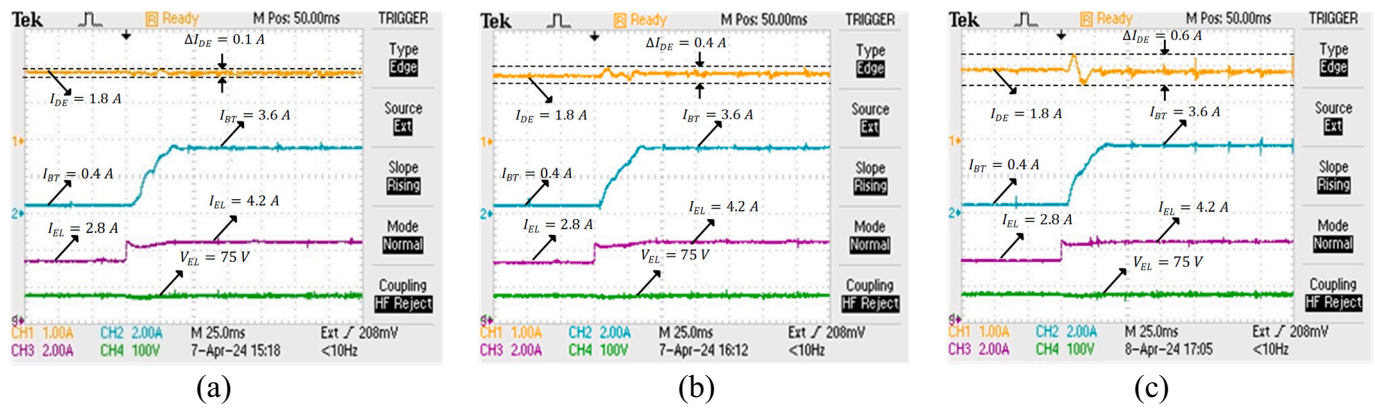 Tek
R Ready
M Pos: 50.00ms
TRIGGER
ΔI_DE = 0.1 A
Type
Edge
I_DE = 1.8 A
Source
Ext
I_BT = 3.6 A
1
I_BT = 0.4 A
Slope
Rising
2
I_EL = 4.2 A
I_EL = 2.8 A
Mode
Normal
V_EL = 75 V
Coupling
HF Reject
CH1 1.00A CH2 2.00A M 25.0ms Ext 208mV
CH3 2.00A CH4 100V 7-Apr-24 15:18 <10Hz
(a)
Tek
R Ready
M Pos: 50.00ms
TRIGGER
ΔI_DE = 0.4 A
Type
Edge
I_DE = 1.8 A
Source
Ext
I_BT = 3.6 A
1
I_BT = 0.4 A
Slope
Rising
2
I_EL = 4.2 A
I_EL = 2.8 A
Mode
Normal
V_EL = 75 V
Coupling
HF Reject
CH1 1.00A CH2 2.00A M 25.0ms Ext 208mV
CH3 2.00A CH4 100V 7-Apr-24 16:12 <10Hz
(b)
Tek
R Ready
M Pos: 50.00ms
TRIGGER
ΔI_DE = 0.6 A
Type
Edge
I_DE = 1.8 A
Source
Ext
I_BT = 3.6 A
1
I_BT = 0.4 A
Slope
Rising
2
I_EL = 4.2 A
I_EL = 2.8 A
Mode
Normal
V_EL = 75 V
Coupling
HF Reject
CH1 1.00A CH2 2.00A M 25.0ms Ext 208mV
CH3 2.00A CH4 100V 8-Apr-24 17:05 <10Hz
(c)